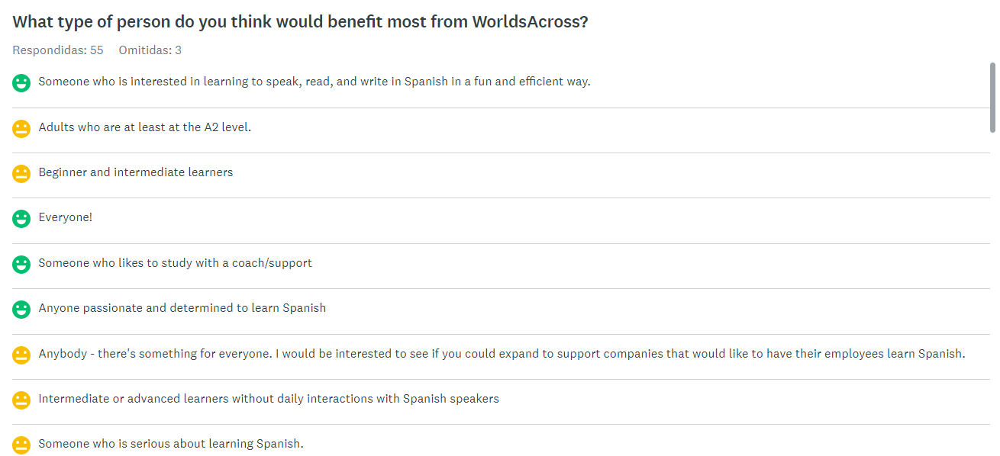 What type of person do you think would benefit most from WorldsAcross?
Respondidas: 55 Omitidas: 3
Someone who is interested in learning to speak, read, and write in Spanish in a fun and efficient way.
Adults who are at least at the A2 level.
Beginner and intermediate learners
Everyone!
Someone who likes to study with a coach/support
Anyone passionate and determined to learn Spanish
Anybody - there's something for everyone. I would be interested to see if you could expand to support companies that would like to have their employees learn Spanish.
Intermediate or advanced learners without daily interactions with Spanish speakers
Someone who is serious about learning Spanish.